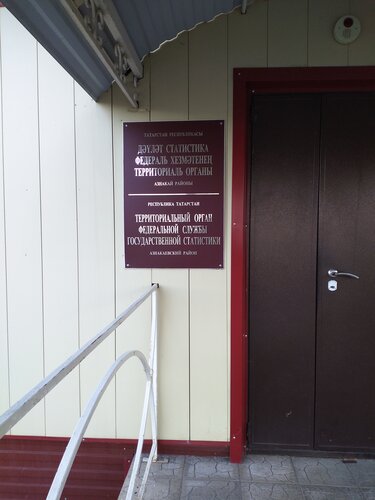 ТАТАРСТАН РЕСПУБЛИКАСЫ
ДӘҮЛӘТ СТАТИСТИКА
ФЕДЕРАЛЬ ХЕЗМӘТЕНЕҢ
ТЕРРИТОРИАЛЬ ОРГАНЫ
АЗНАКАЙ РАЙОНЫ
РЕСПУБЛИКА ТАТАРСТАН
ТЕРРИТОРИАЛЬНЫЙ ОРГАН
ФЕДЕРАЛЬНОЙ СЛУЖБЫ
ГОСУДАРСТВЕННОЙ СТАТИСТИКИ
АЗНАКАЕВСКИЙ РАЙОН